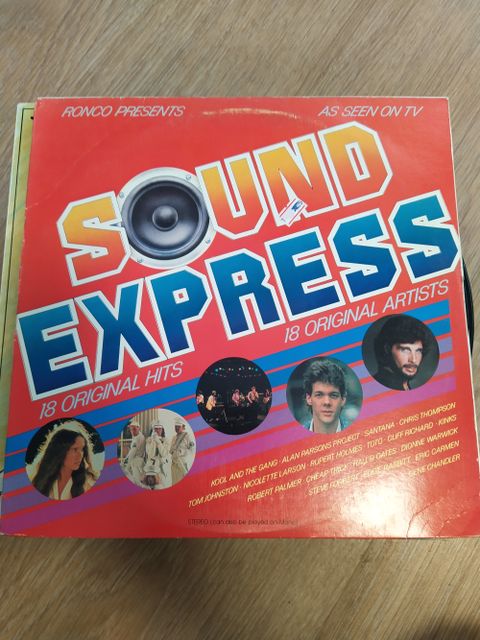 RONCO PRESENTS
AS SEEN ON TV
SOUND
EXPRESS
18 ORIGINAL HITS
18 ORIGINAL ARTISTS
KOOL AND THE GANG · ALAN PARSONS PROJECT · SANTANA · CHRIS THOMPSON
TOM JOHNSTON · NICOLETTE LARSON · RUPERT HOLMES · TOTO · CLIFF RICHARD · KINKS
ROBERT PALMER · CHEAP TRICK · HALL & OATES · DIONNE WARWICK
STEVE FORBERT · EDDIE RABBITT · ERIC CARMEN
GENE CHANDLER
STEREO (can also be played on Mono)